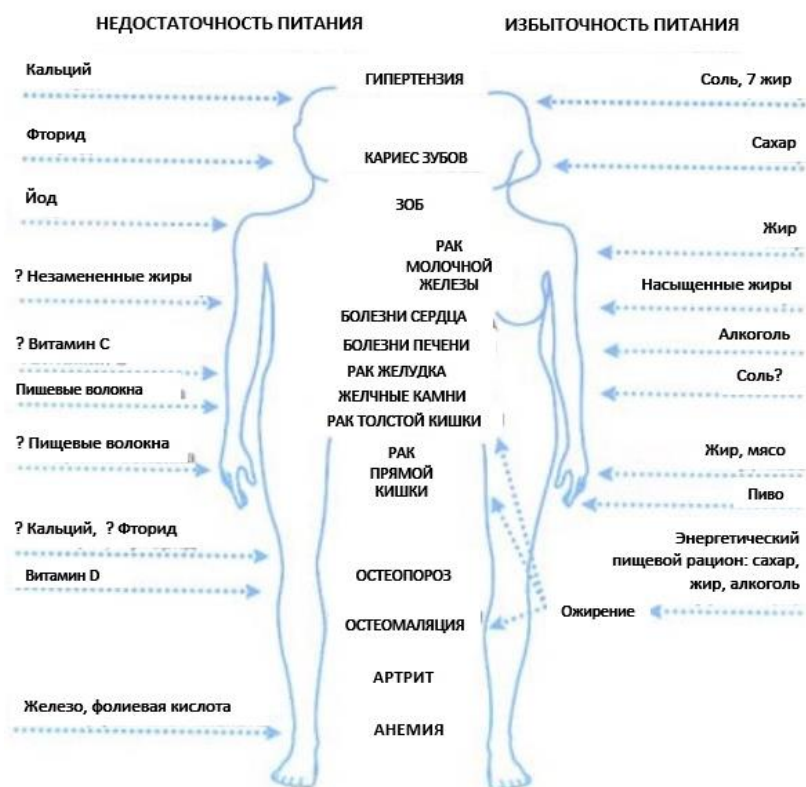 НЕДОСТАТОЧНОСТЬ ПИТАНИЯ
ИЗБЫТОЧНОСТЬ ПИТАНИЯ
Кальций
ГИПЕРТЕНЗИЯ
Соль, 7 жир
Фторид
КАРИЕС ЗУБОВ
Сахар
Йод
ЗОБ
Жир
РАК
МОЛОЧНОЙ
ЖЕЛЕЗЫ
? Незамененные жиры
Насыщенные жиры
БОЛЕЗНИ СЕРДЦА
? Витамин С
БОЛЕЗНИ ПЕЧЕНИ
Алкоголь
РАК ЖЕЛУДКА
Соль?
Пишевые волокна
ЖЕЛЧНЫЕ КАМНИ
РАК ТОЛСТОЙ КИШКИ
? Пищевые волокна
РАК
ПРЯМОЙ
КИШКИ
Жир, мясо
Пиво
? Кальций, ? Фторид
Энергетический
пищевой рацион: сахар,
жир, алкоголь
Витамин D
ОСТЕОПОРОЗ
Ожирение
ОСТЕОМАЛЯЦИЯ
АРТРИТ
Железо, фолиевая кислота
АНЕМИЯ